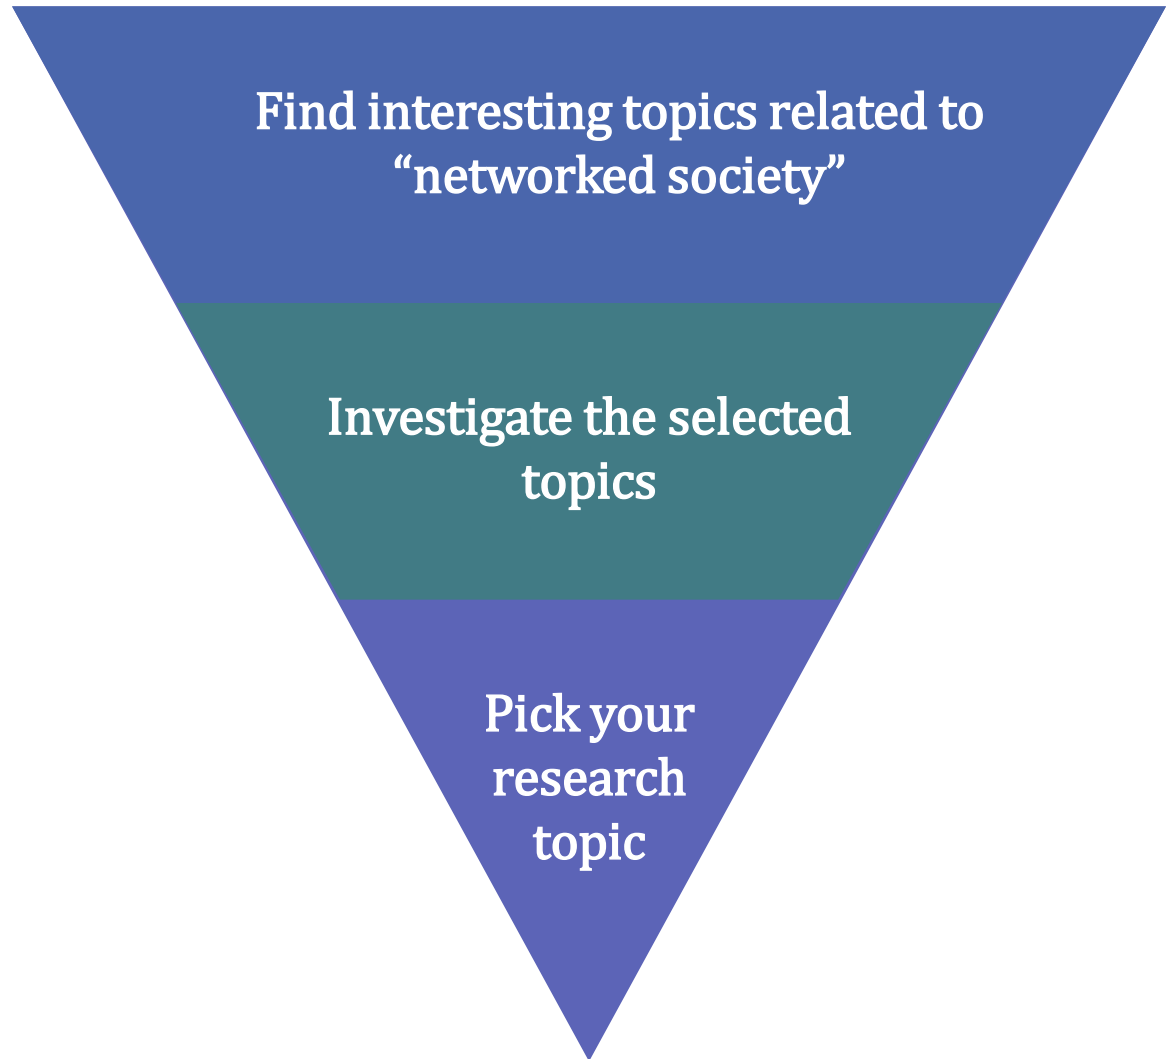 Find interesting topics related to
“networked society”
Investigate the selected
topics
Pick your
research
topic